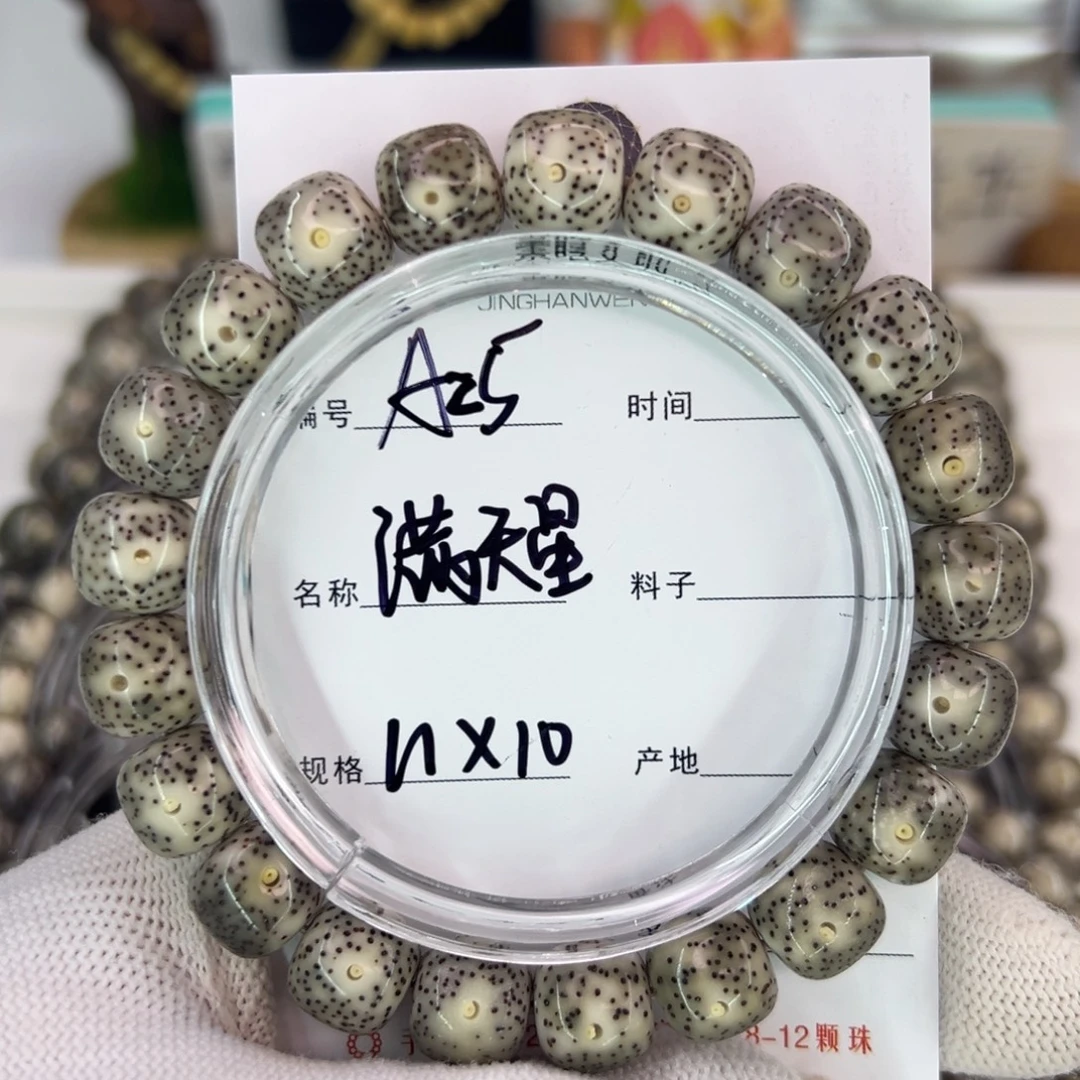 JINGHANWEN
编号 A25 时间
名称 满天星 料子
规格 11X10 产地
8-12颗珠